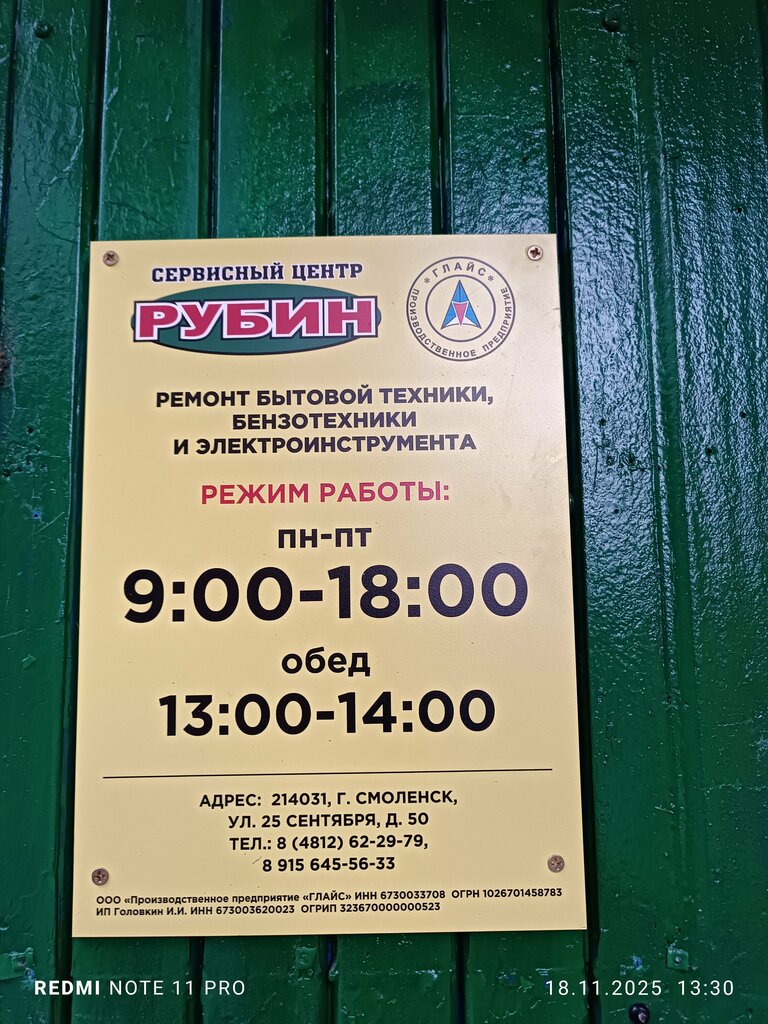 СЕРВИСНЫЙ ЦЕНТР
РУБИН
* ГЛАЙС *
ПРОИЗВОДСТВЕННОЕ ПРЕДПРИЯТИЕ
РЕМОНТ БЫТОВОЙ ТЕХНИКИ,
БЕНЗОТЕХНИКИ
И ЭЛЕКТРОИНСТРУМЕНТА
РЕЖИМ РАБОТЫ:
пн-пт
9:00-18:00
обед
13:00-14:00
АДРЕС: 214031, Г. СМОЛЕНСК,
УЛ. 25 СЕНТЯБРЯ, Д. 50
ТЕЛ.: 8 (4812) 62-29-79,
8 915 645-56-33
ООО «Производственное предприятие «ГЛАЙС» ИНН 6730033708 ОГРН 1026701458783
ИП Головкин И.И. ИНН 673003620023 ОГРИП 323670000000523
REDMI NOTE 11 PRO
18.11.2025 13:30